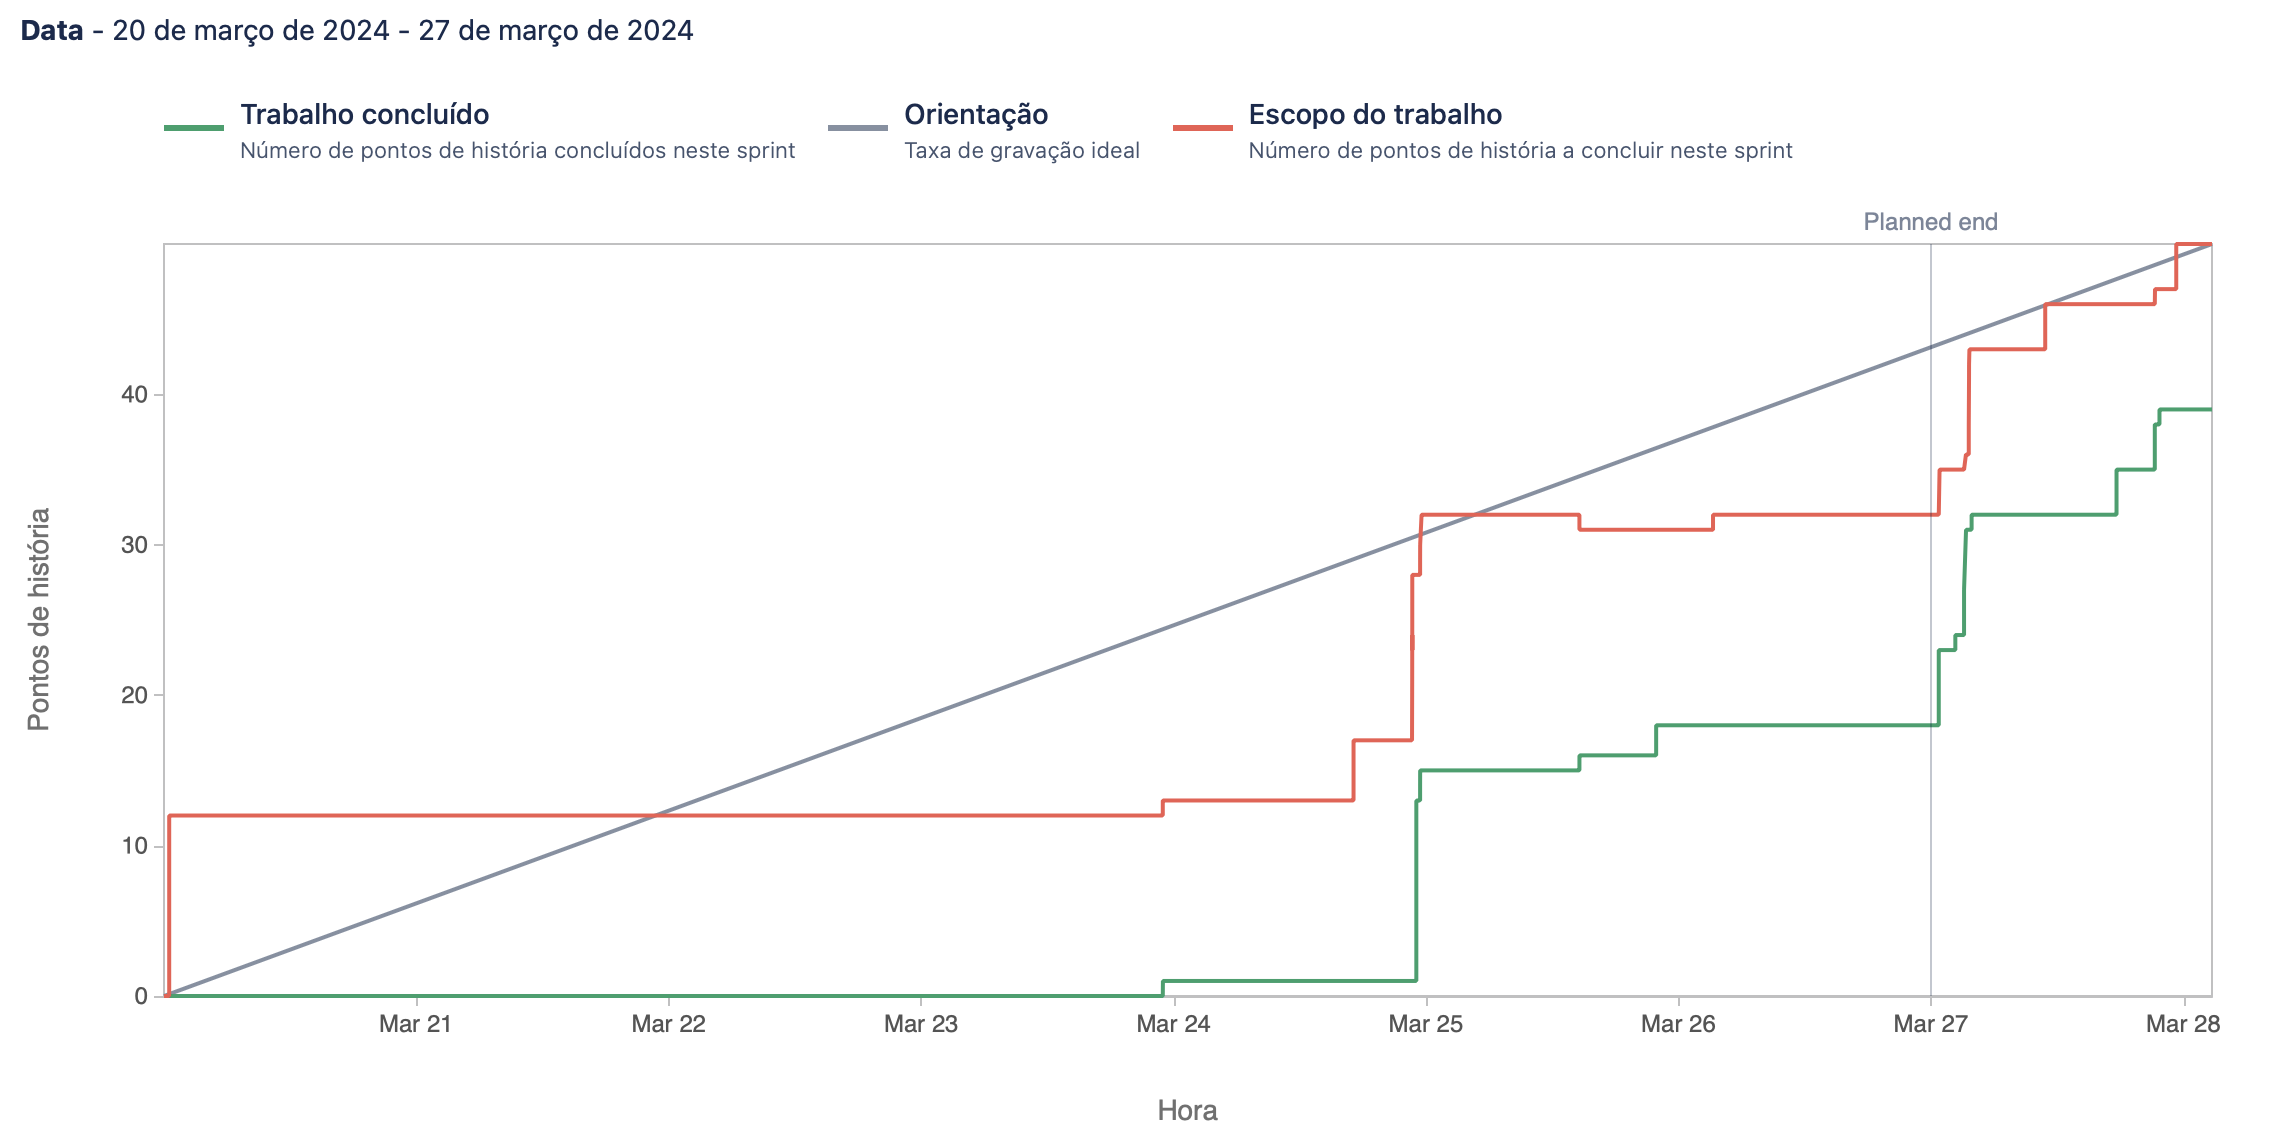 Data - 20 de março de 2024 - 27 de março de 2024
Trabalho concluído
Número de pontos de história concluídos neste sprint
Orientação
Taxa de gravação ideal
Escopo do trabalho
Número de pontos de história a concluir neste sprint
Planned end
Pontos de história
40
30
20
10
0
Mar 21
Mar 22
Mar 23
Mar 24
Mar 25
Mar 26
Mar 27
Mar 28
Hora